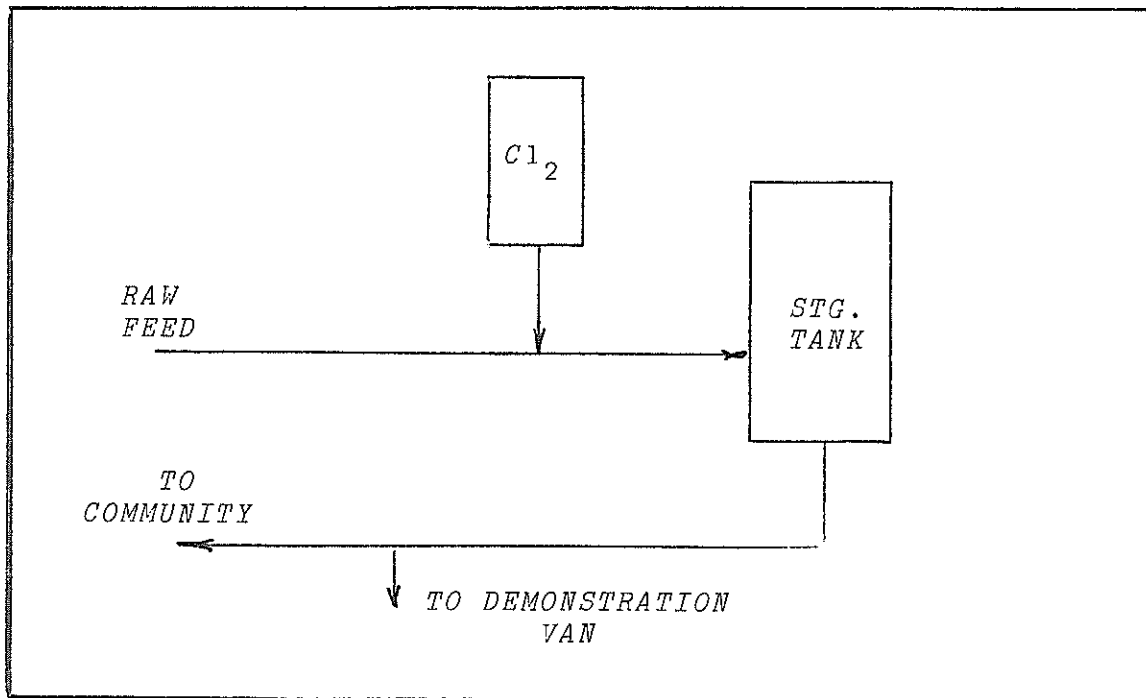 Cl₂
RAW
FEED
STG.
TANK
TO
COMMUNITY
TO DEMONSTRATION
VAN